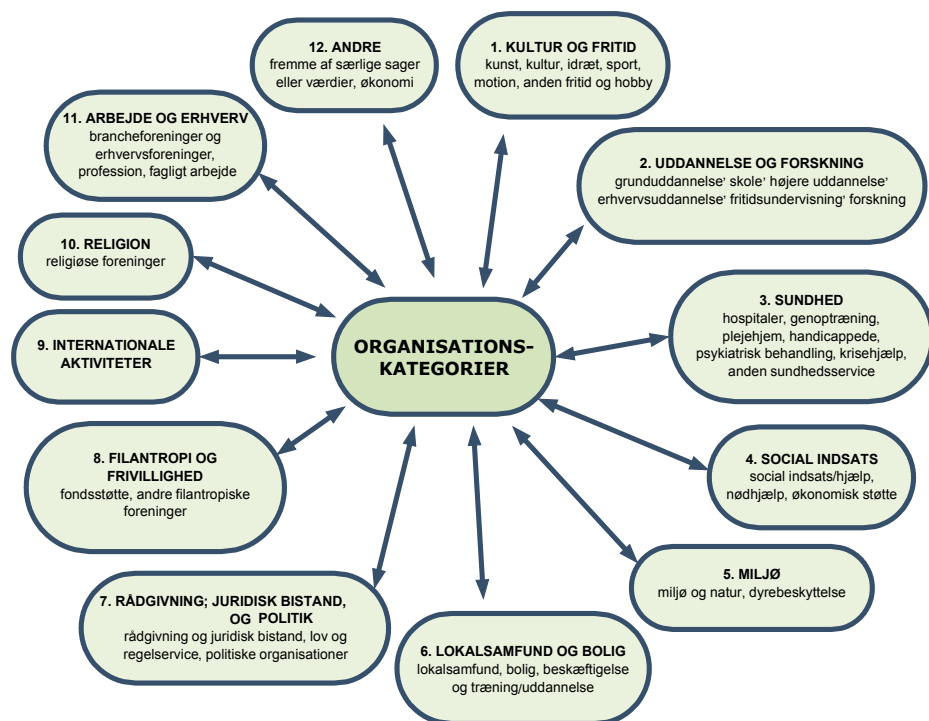 12. ANDRE
fremme af særlige sager
eller værdier, økonomi
1. KULTUR OG FRITID
kunst, kultur, idræt, sport,
motion, anden fritid og hobby
11. ARBEJDE OG ERHVERV
brancheforeninger og
erhvervsforeninger,
profession, fagligt arbejde
2. UDDANNELSE OG FORSKNING
grunduddannelse' skole' højere uddannelse'
erhvervsuddannelse' fritidsundervisning' forskning
10. RELIGION
religiøse foreninger
3. SUNDHED
hospitaler, genoptræning,
plejehjem, handicappede,
psykiatrisk behandling, krisehjælp,
anden sundhedsservice
ORGANISATIONS-
KATEGORIER
9. INTERNATIONALE
AKTIVITETER
8. FILANTROPI OG
FRIVILLIGHED
fondsstøtte, andre filantropiske
foreninger
4. SOCIAL INDSATS
social indsats/hjælp,
nødhjælp, økonomisk støtte
5. MILJØ
miljø og natur, dyrebeskyttelse
7. RÅDGIVNING; JURIDISK BISTAND,
OG POLITIK
rådgivning og juridisk bistand, lov og
regelservice, politiske organisationer
6. LOKALSAMFUND OG BOLIG
lokalsamfund, bolig, beskæftigelse
og træning/uddannelse